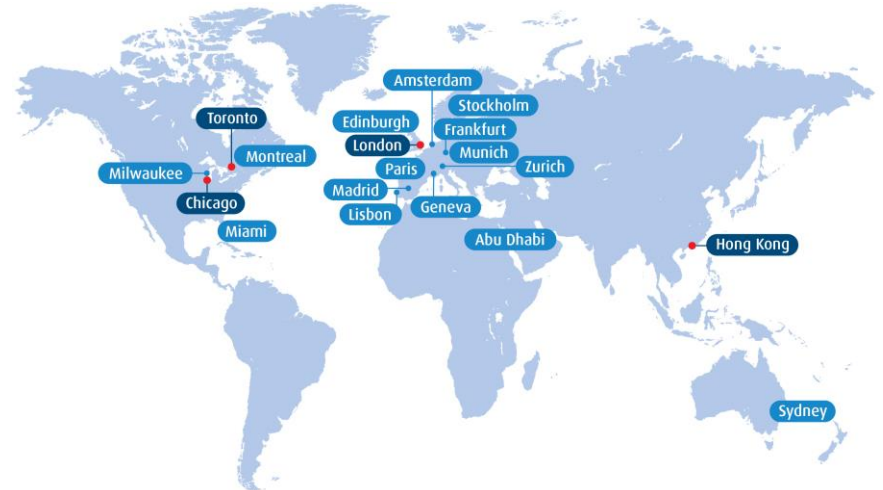 Amsterdam
Stockholm
Edinburgh
Toronto
Frankfurt
London
Montreal
Munich
Milwaukee
Paris
Zurich
Madrid
Chicago
Geneva
Lisbon
Miami
Abu Dhabi
Hong Kong
Sydney